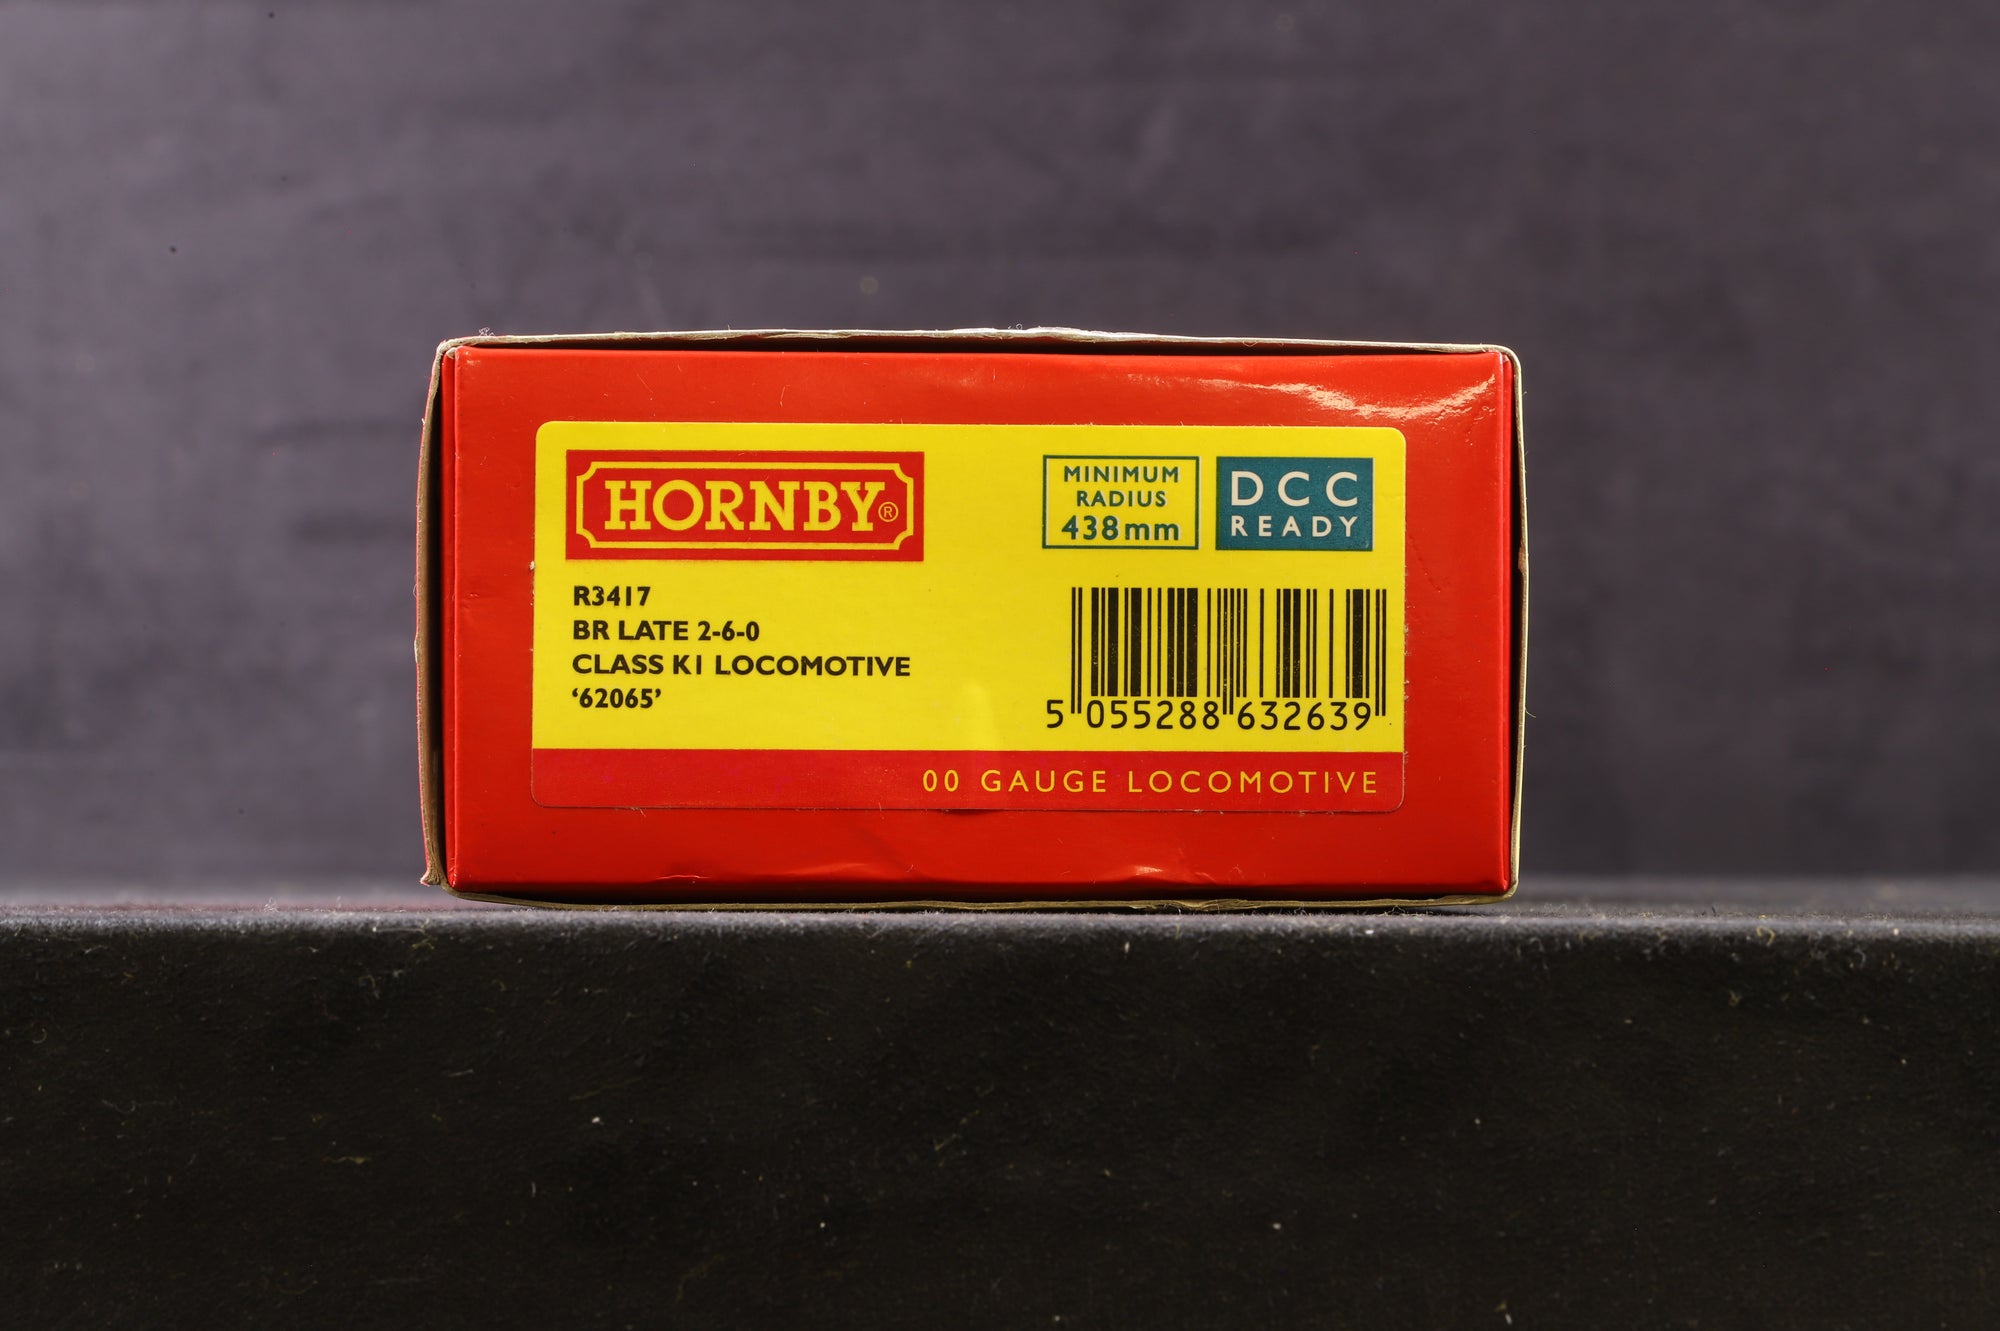 HORNBY®
MINIMUM
RADIUS
438mm
DCC
READY
R3417
BR LATE 2-6-0
CLASS K1 LOCOMOTIVE
‘62065’
5 055288 632639
00 GAUGE LOCOMOTIVE